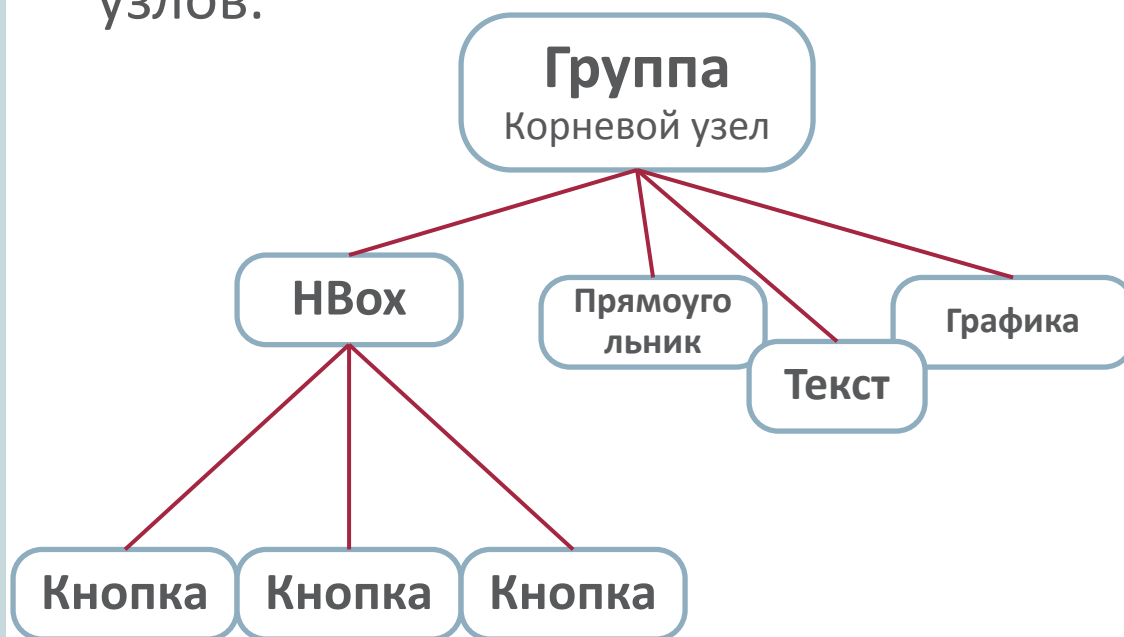 узлов.
Группа
Корневой узел
HBox
Прямоуго
льник
Графика
Текст
Кнопка
Кнопка
Кнопка